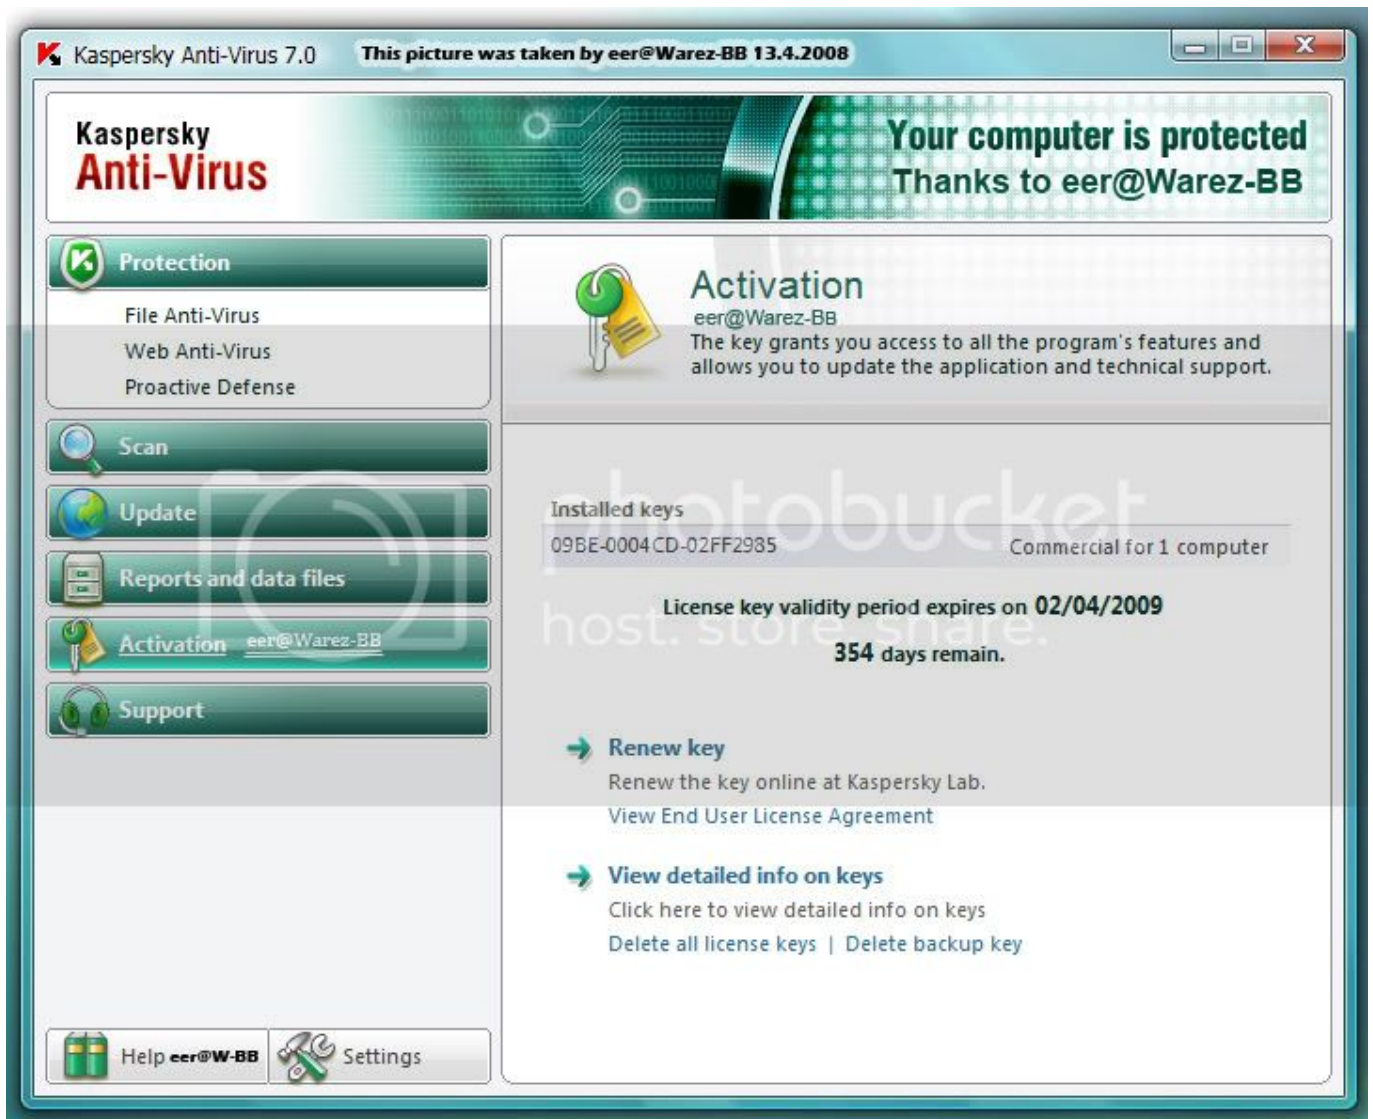 Kaspersky Anti-Virus 7.0 This picture was taken by eer@Warez-BB 13.4.2008
Kaspersky
Anti-Virus
Your computer is protected
Thanks to eer@Warez-BB
Protection
File Anti-Virus
Web Anti-Virus
Proactive Defense
Scan
Update
Reports and data files
Activation eer@Warez-BB
Support
Help eer@W-BB
Settings
Activation
eer@Warez-BB
The key grants you access to all the program's features and
allows you to update the application and technical support.
Installed keys
09BE-0004CD-02FF2985 Commercial for 1 computer
License key validity period expires on 02/04/2009
354 days remain.
Renew key
Renew the key online at Kaspersky Lab.
View End User License Agreement
View detailed info on keys
Click here to view detailed info on keys
Delete all license keys | Delete backup key
photobucket
host. store. share.